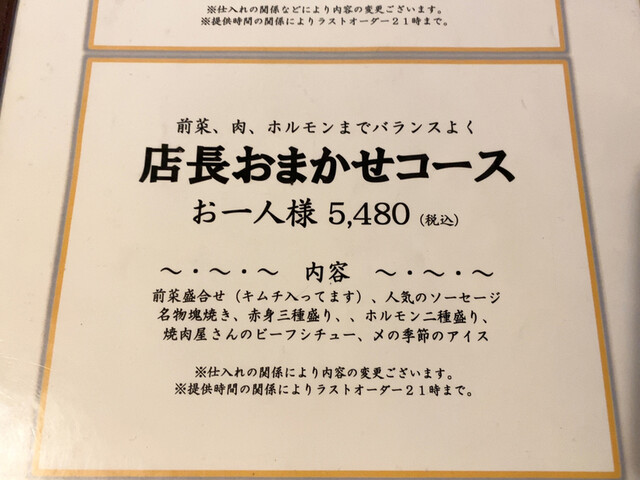 ※仕入れの関係などにより内容の変更ございます。
※提供時間の関係によりラストオーダー２１時まで。
前菜、肉、ホルモンまでバランスよく
店長おまかせコース
お一人様 5,480 (税込)
～・～・～　内容　～・～・～
前菜盛合せ（キムチ入ってます）、人気のソーセージ
名物塊焼き、赤身三種盛り、、ホルモン二種盛り、
焼肉屋さんのビーフシチュー、〆の季節のアイス
※仕入れの関係により内容の変更ございます。
※提供時間の関係によりラストオーダー２１時まで。